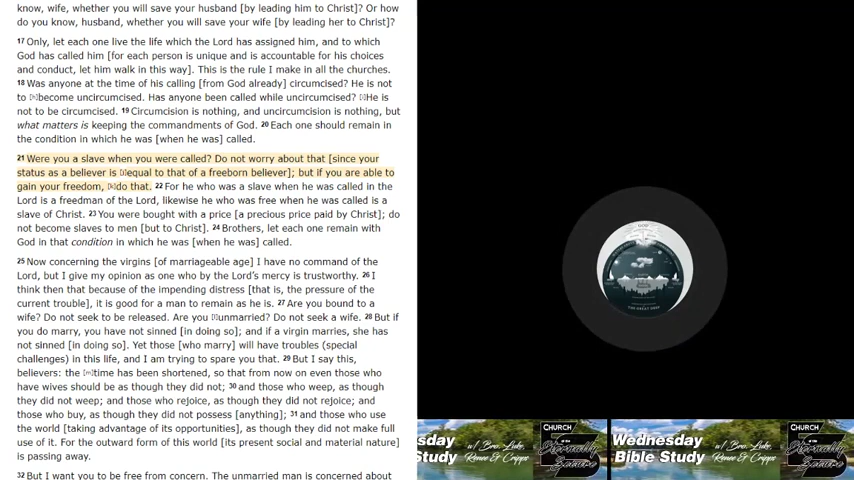 know, wife, whether you will save your husband [by leading him to Christ]? Or how
do you know, husband, whether you will save your wife [by leading her to Christ]?
17 Only, let each one live the life which the Lord has assigned him, and to which
God has called him [for each person is unique and is accountable for his choices
and conduct, let him walk in this way]. This is the rule I make in all the churches.
18 Was anyone at the time of his calling [from God already] circumcised? He is not
to become uncircumcised. Has anyone been called while uncircumcised? He is
not to be circumcised. 19 Circumcision is nothing, and uncircumcision is nothing, but
what matters is keeping the commandments of God. 20 Each one should remain in
the condition in which he was [when he was] called.
21 Were you a slave when you were called? Do not worry about that [since your
status as a believer is equal to that of a freeborn believer]; but if you are able to
gain your freedom, do that. 22 For he who was a slave when he was called in the
Lord is a freedman of the Lord, likewise he who was free when he was called is a
slave of Christ. 23 You were bought with a price [a precious price paid by Christ]; do
not become slaves to men [but to Christ]. 24 Brothers, let each one remain with
God in that condition in which he was [when he was] called.
25 Now concerning the virgins [of marriageable age] I have no command of the
Lord, but I give my opinion as one who by the Lord's mercy is trustworthy. 26 I
think then that because of the impending distress [that is, the pressure of the
current trouble], it is good for a man to remain as he is. 27 Are you bound to a
wife? Do not seek to be released. Are you unmarried? Do not seek a wife. 28 But if
you do marry, you have not sinned [in doing so]; and if a virgin marries, she has
not sinned [in doing so]. Yet those [who marry] will have troubles (special
challenges) in this life, and I am trying to spare you that. 29 But I say this,
believers: the [m]time has been shortened, so that from now on even those who
have wives should be as though they did not; 30 and those who weep, as though
they did not weep; and those who rejoice, as though they did not rejoice; and
those who buy, as though they did not possess [anything]; 31 and those who use
the world [taking advantage of its opportunities], as though they did not make full
use of it. For the outward form of this world [its present social and material nature]
is passing away.
32 But I want you to be free from concern. The unmarried man is concerned about
GOD
THE GREAT DEEP
sday
Study
w/ Bro. Luke,
Renee & Cripps
CHURCH
of the
Eternally
Secure
Wednesday
Bible Study
w/ Bro. Luke,
Renee & Cripps
CHURCH
of the
Eternally
Secure